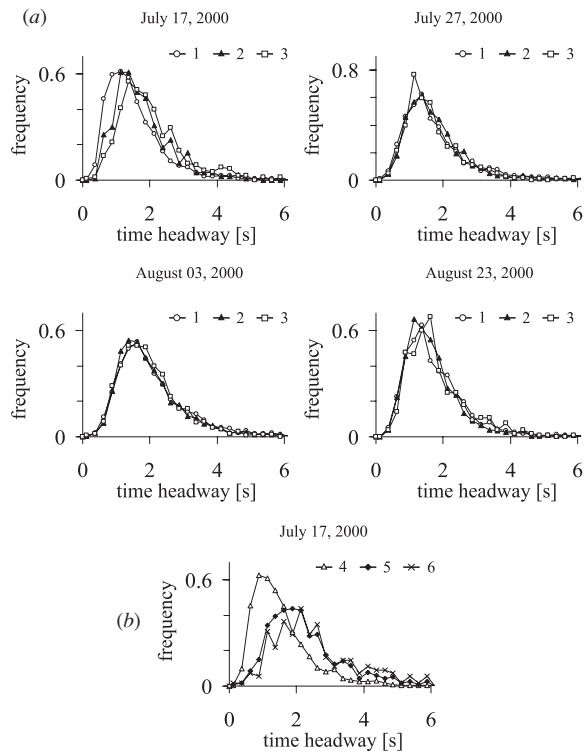 (a)
July 17, 2000
1 2 3
0.6
0
frequency
0 2 4 6
time headway [s]
July 27, 2000
1 2 3
0.8
0
frequency
0 2 4 6
time headway [s]
August 03, 2000
1 2 3
0.6
0
frequency
0 2 4 6
time headway [s]
August 23, 2000
1 2 3
0.6
0
frequency
0 2 4 6
time headway [s]
(b)
July 17, 2000
4 5 6
0.6
0
frequency
0 2 4 6
time headway [s]